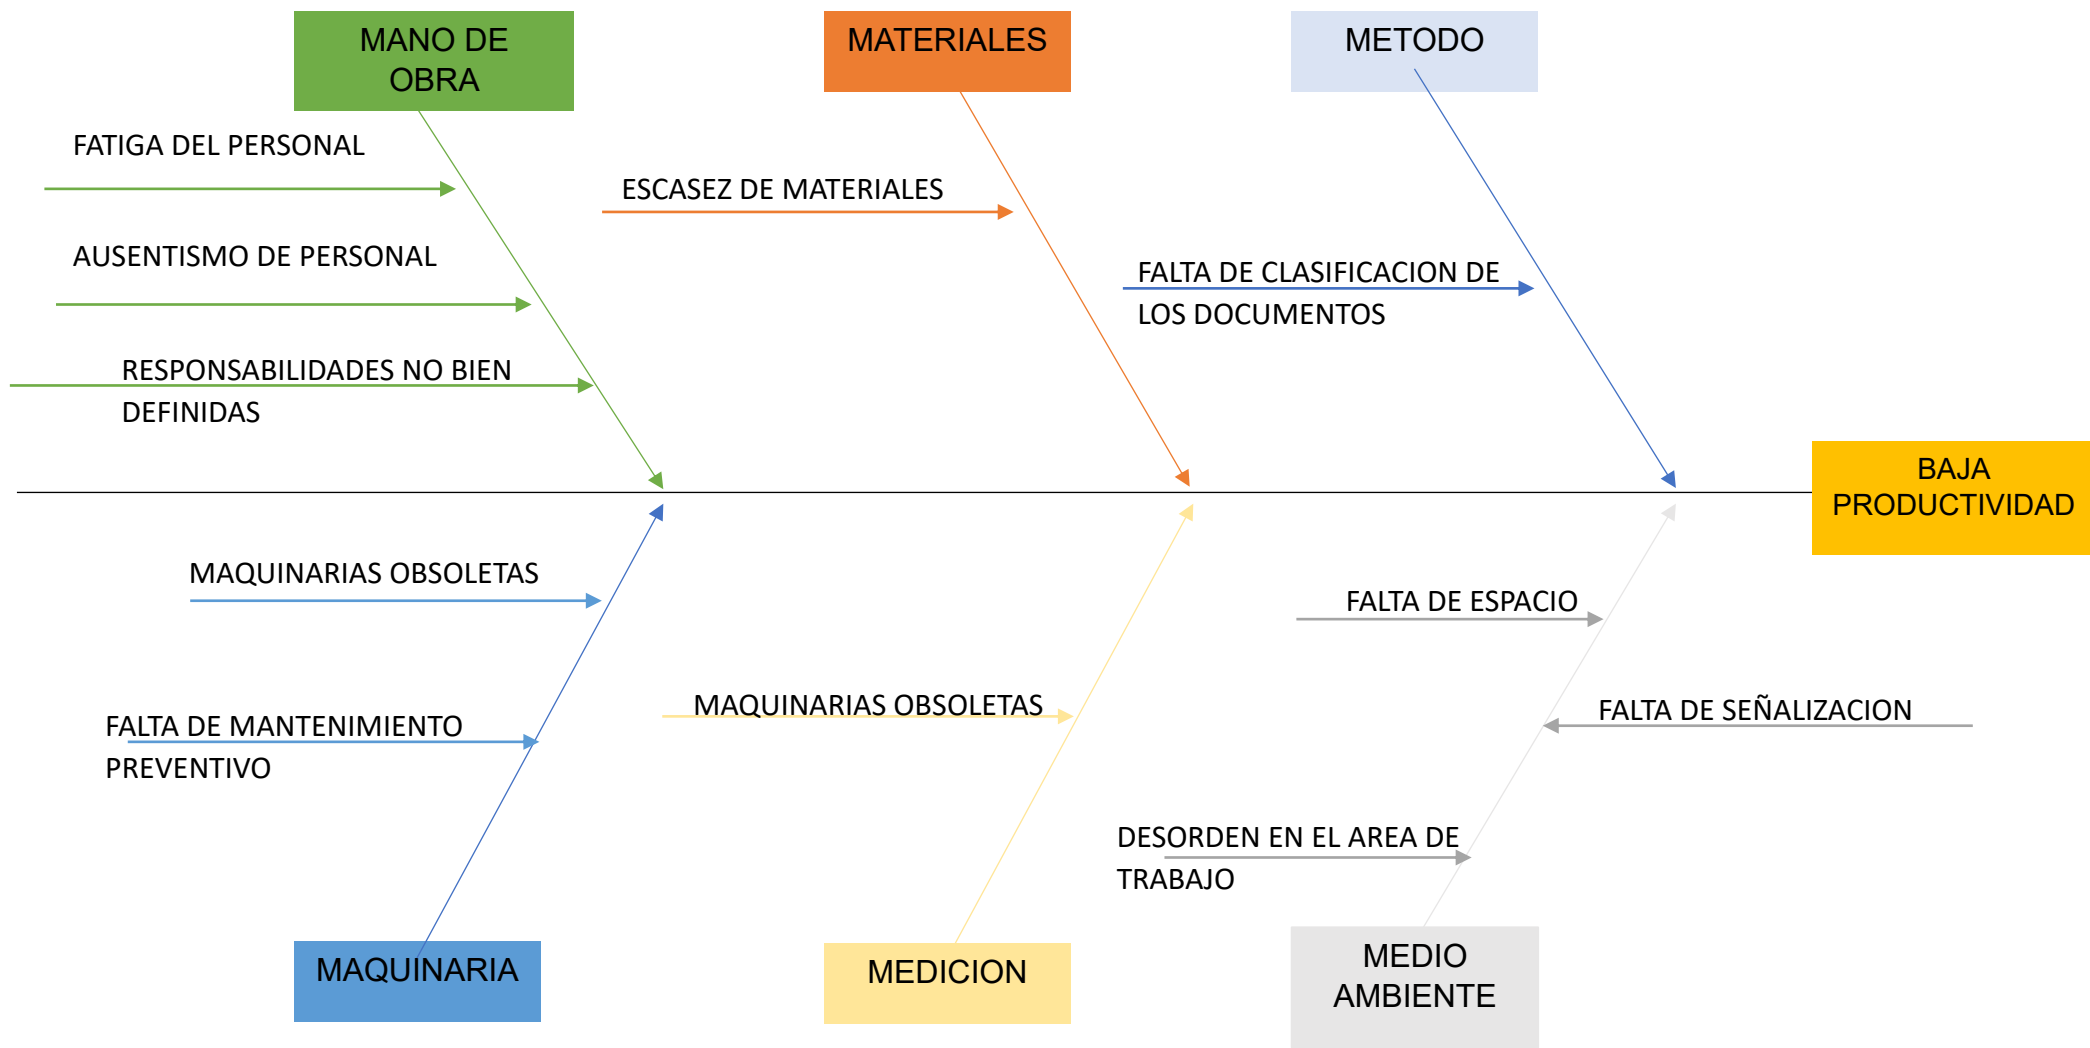 MANO DE
OBRA
MATERIALES
METODO
FATIGA DEL PERSONAL
ESCASEZ DE MATERIALES
AUSENTISMO DE PERSONAL
FALTA DE CLASIFICACION DE
LOS DOCUMENTOS
RESPONSABILIDADES NO BIEN
DEFINIDAS
BAJA
PRODUCTIVIDAD
MAQUINARIAS OBSOLETAS
FALTA DE ESPACIO
MAQUINARIAS OBSOLETAS
FALTA DE SEÑALIZACION
FALTA DE MANTENIMIENTO
PREVENTIVO
DESORDEN EN EL AREA DE
TRABAJO
MAQUINARIA
MEDICION
MEDIO
AMBIENTE